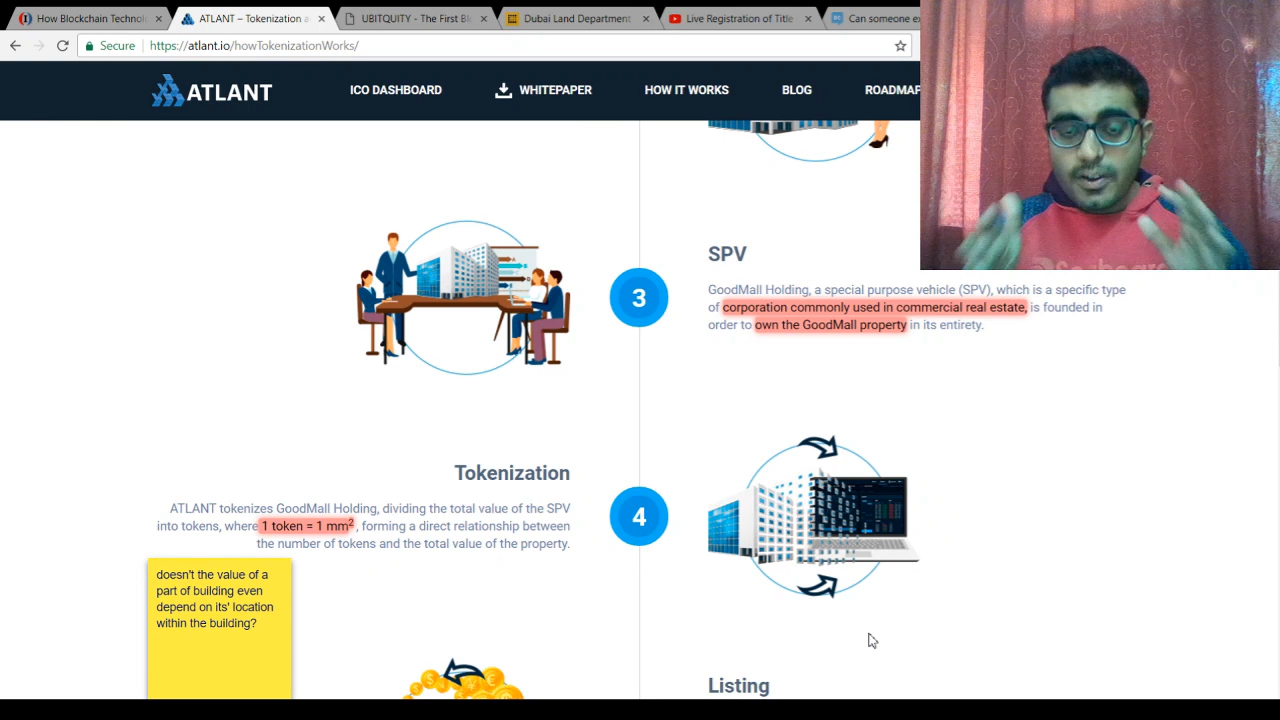 How Blockchain Technol
ATLANT – Tokenization a
UBITQUITY - The First Bl
Dubai Land Department
Live Registration of Title
Can someone ex
Secure
https://atlant.io/howTokenizationWorks/
ATLANT
ICO DASHBOARD
WHITEPAPER
HOW IT WORKS
BLOG
ROADMAP
SPV
3
GoodMall Holding, a special purpose vehicle (SPV), which is a specific type
of corporation commonly used in commercial real estate, is founded in
order to own the GoodMall property in its entirety.
Tokenization
4
ATLANT tokenizes GoodMall Holding, dividing the total value of the SPV
into tokens, where 1 token = 1 mm², forming a direct relationship between
the number of tokens and the total value of the property.
doesn't the value of a
part of building even
depend on its' location
within the building?
Listing